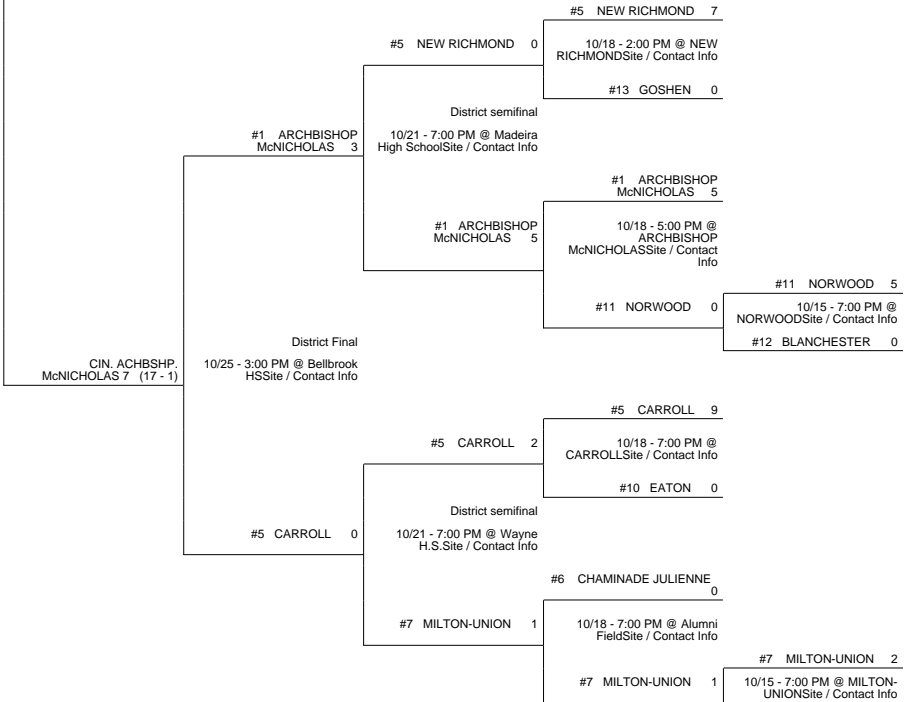 #5 NEW RICHMOND 7
#5 NEW RICHMOND 0
10/18 - 2:00 PM @ NEW
RICHMONDSite / Contact Info
#13 GOSHEN 0
District semifinal
#1 ARCHBISHOP
McNICHOLAS 3
10/21 - 7:00 PM @ Madeira
High SchoolSite / Contact Info
#1 ARCHBISHOP
McNICHOLAS 5
#1 ARCHBISHOP
McNICHOLAS 5
10/18 - 5:00 PM @
ARCHBISHOP
McNICHOLASSite / Contact
Info
#11 NORWOOD 5
#11 NORWOOD 0
10/15 - 7:00 PM @
NORWOODSite / Contact Info
#12 BLANCHESTER 0
District Final
CIN. ACHBSHP.
McNICHOLAS 7 (17 - 1)
10/25 - 3:00 PM @ Bellbrook
HSSite / Contact Info
#5 CARROLL 9
#5 CARROLL 2
10/18 - 7:00 PM @
CARROLLSite / Contact Info
#10 EATON 0
District semifinal
#5 CARROLL 0
10/21 - 7:00 PM @ Wayne
H.S.Site / Contact Info
#6 CHAMINADE JULIENNE
0
#7 MILTON-UNION 1
10/18 - 7:00 PM @ Alumni
FieldSite / Contact Info
#7 MILTON-UNION 2
#7 MILTON-UNION 1
10/15 - 7:00 PM @ MILTON-
UNIONSite / Contact Info